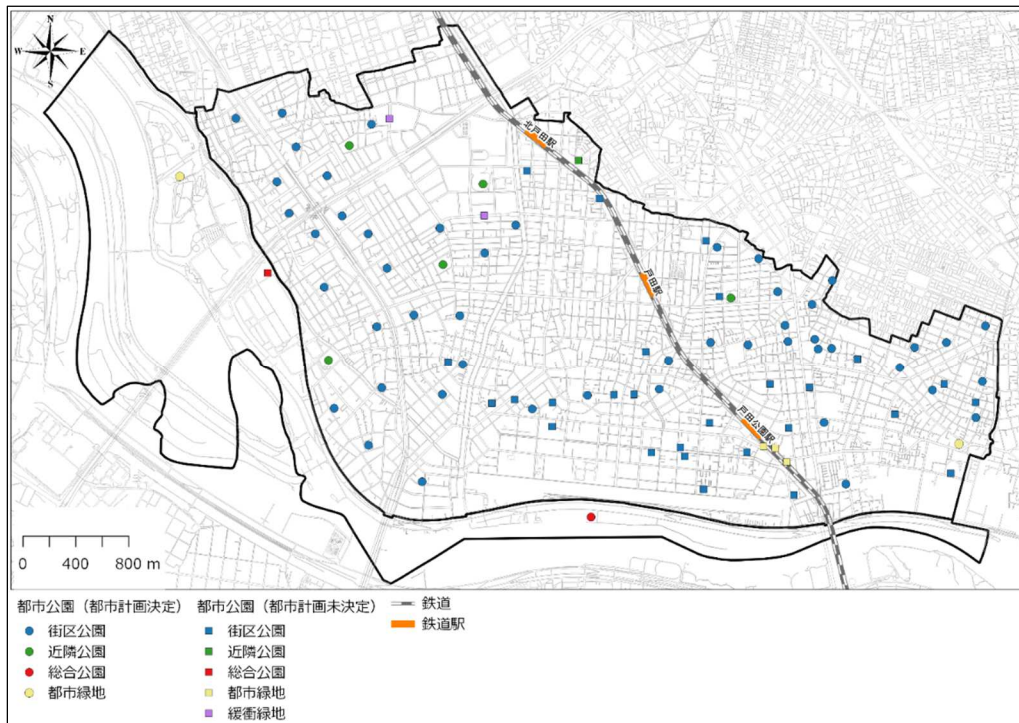 N
W E
S
北戸田駅
戸田駅
戸田公園駅
0 400 800 m
都市公園（都市計画決定） 都市公園（都市計画未決定） 鉄道
街区公園 街区公園 鉄道駅
近隣公園 近隣公園
総合公園 総合公園
都市緑地 都市緑地
緩衝緑地